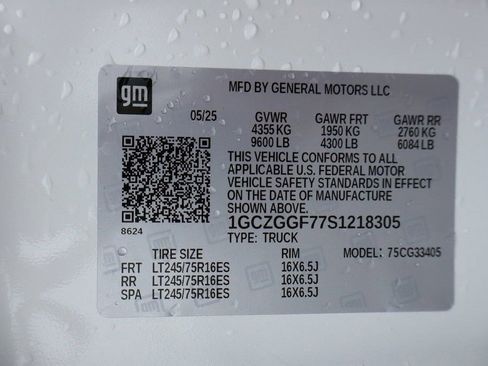 gm
MFD BY GENERAL MOTORS LLC
05/25 GVWR GAWR FRT GAWR RR
4355 KG 1950 KG 2760 KG
9600 LB 4300 LB 6084 LB
THIS VEHICLE CONFORMS TO ALL
APPLICABLE U.S. FEDERAL MOTOR
VEHICLE SAFETY STANDARDS IN EFFECT
ON THE DATE OF MANUFACTURE
SHOWN ABOVE.
1GCZGGF77S1218305
8624
TYPE: TRUCK
TIRE SIZE RIM MODEL: 75CG33405
FRT LT245/75R16ES 16X6.5J
RR LT245/75R16ES 16X6.5J
SPA LT245/75R16ES 16X6.5J